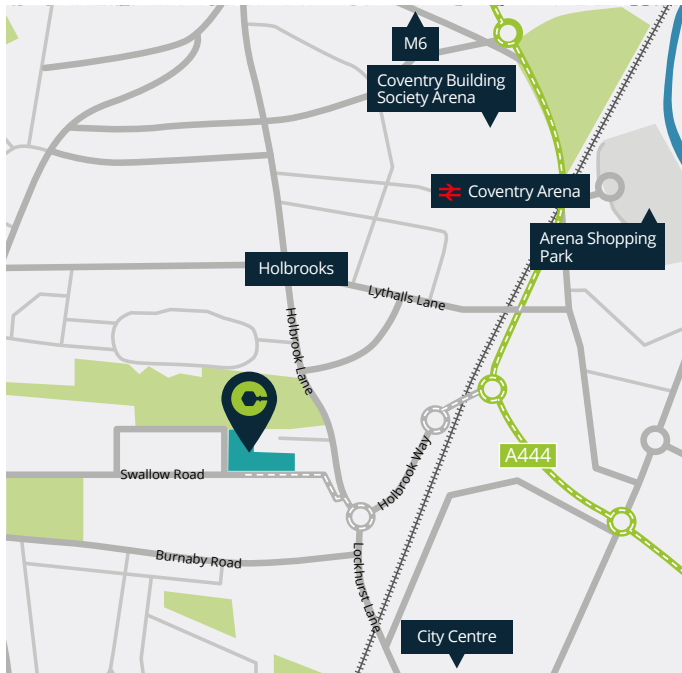 M6
Coventry Building
Society Arena
Coventry Arena
Arena Shopping
Park
Holbrooks
Lythalls Lane
Holbrook Lane
A444
Holbrook Way
Swallow Road
Burnaby Road
Lockhurst Lane
City Centre